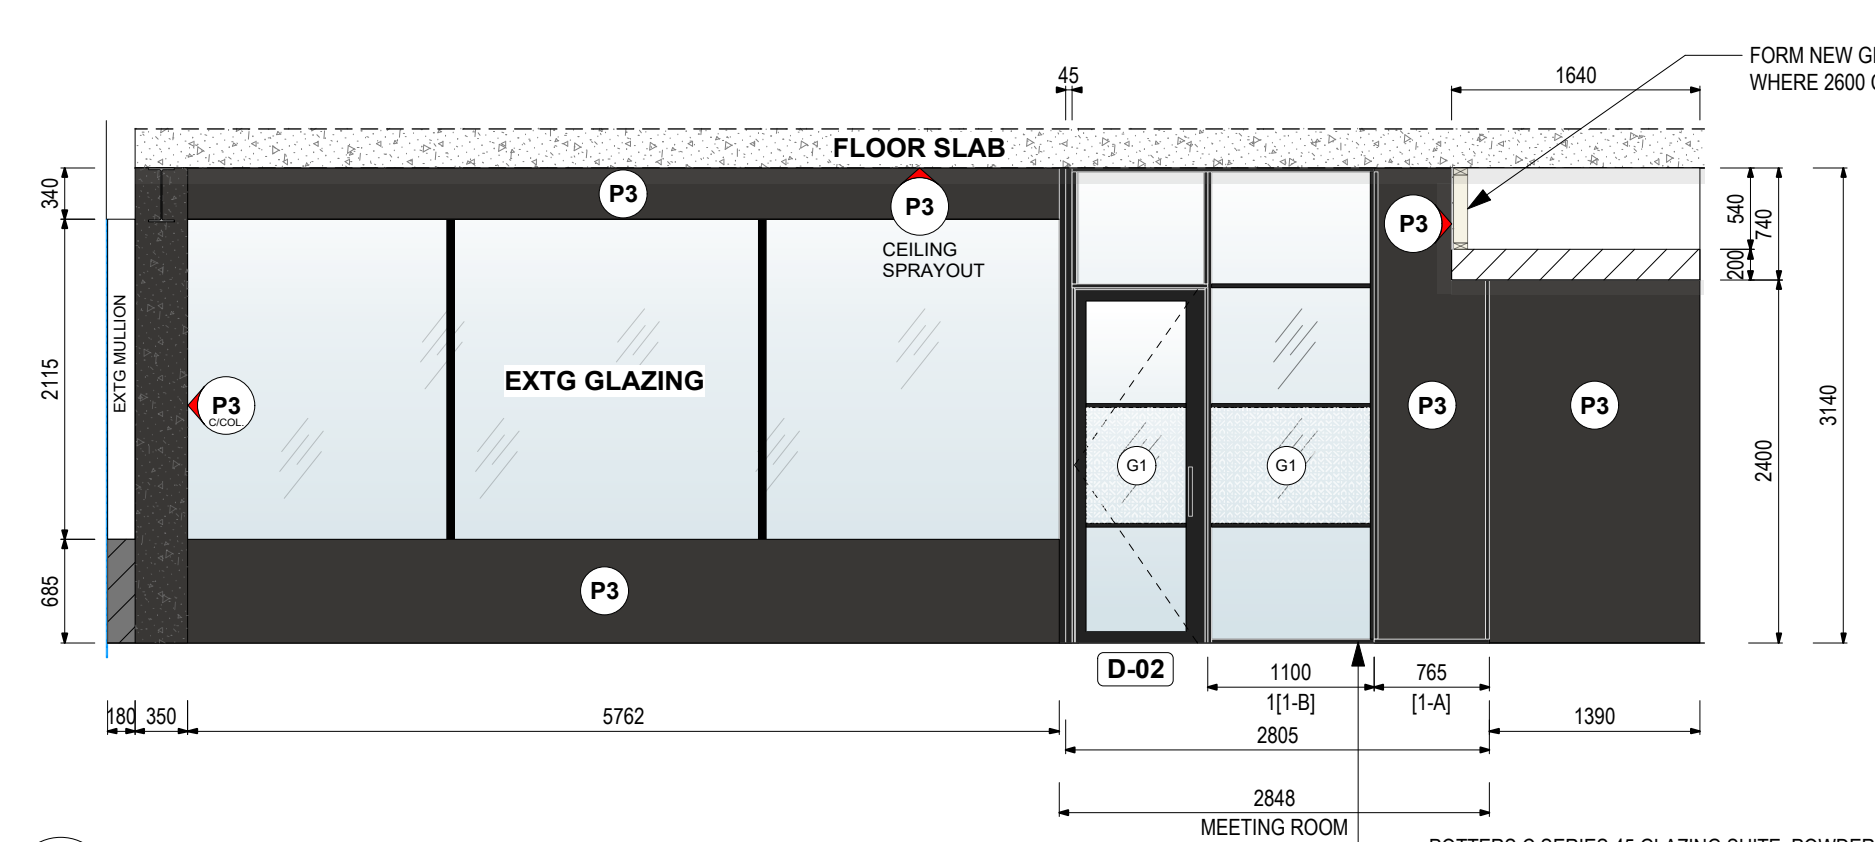 45
1640
FORM NEW
WHERE 2600
FLOOR SLAB
340
P3
P3
CEILING
SPRAYOUT
P3
540
740
200
EXTG MULLION
2115
EXTG GLAZING
P3
C/COL.
P3
P3
3140
G1
G1
2400
685
P3
D-02
1100
765
1[1-B]
[1-A]
180
350
5762
1390
2805
2848
MEETING ROOM